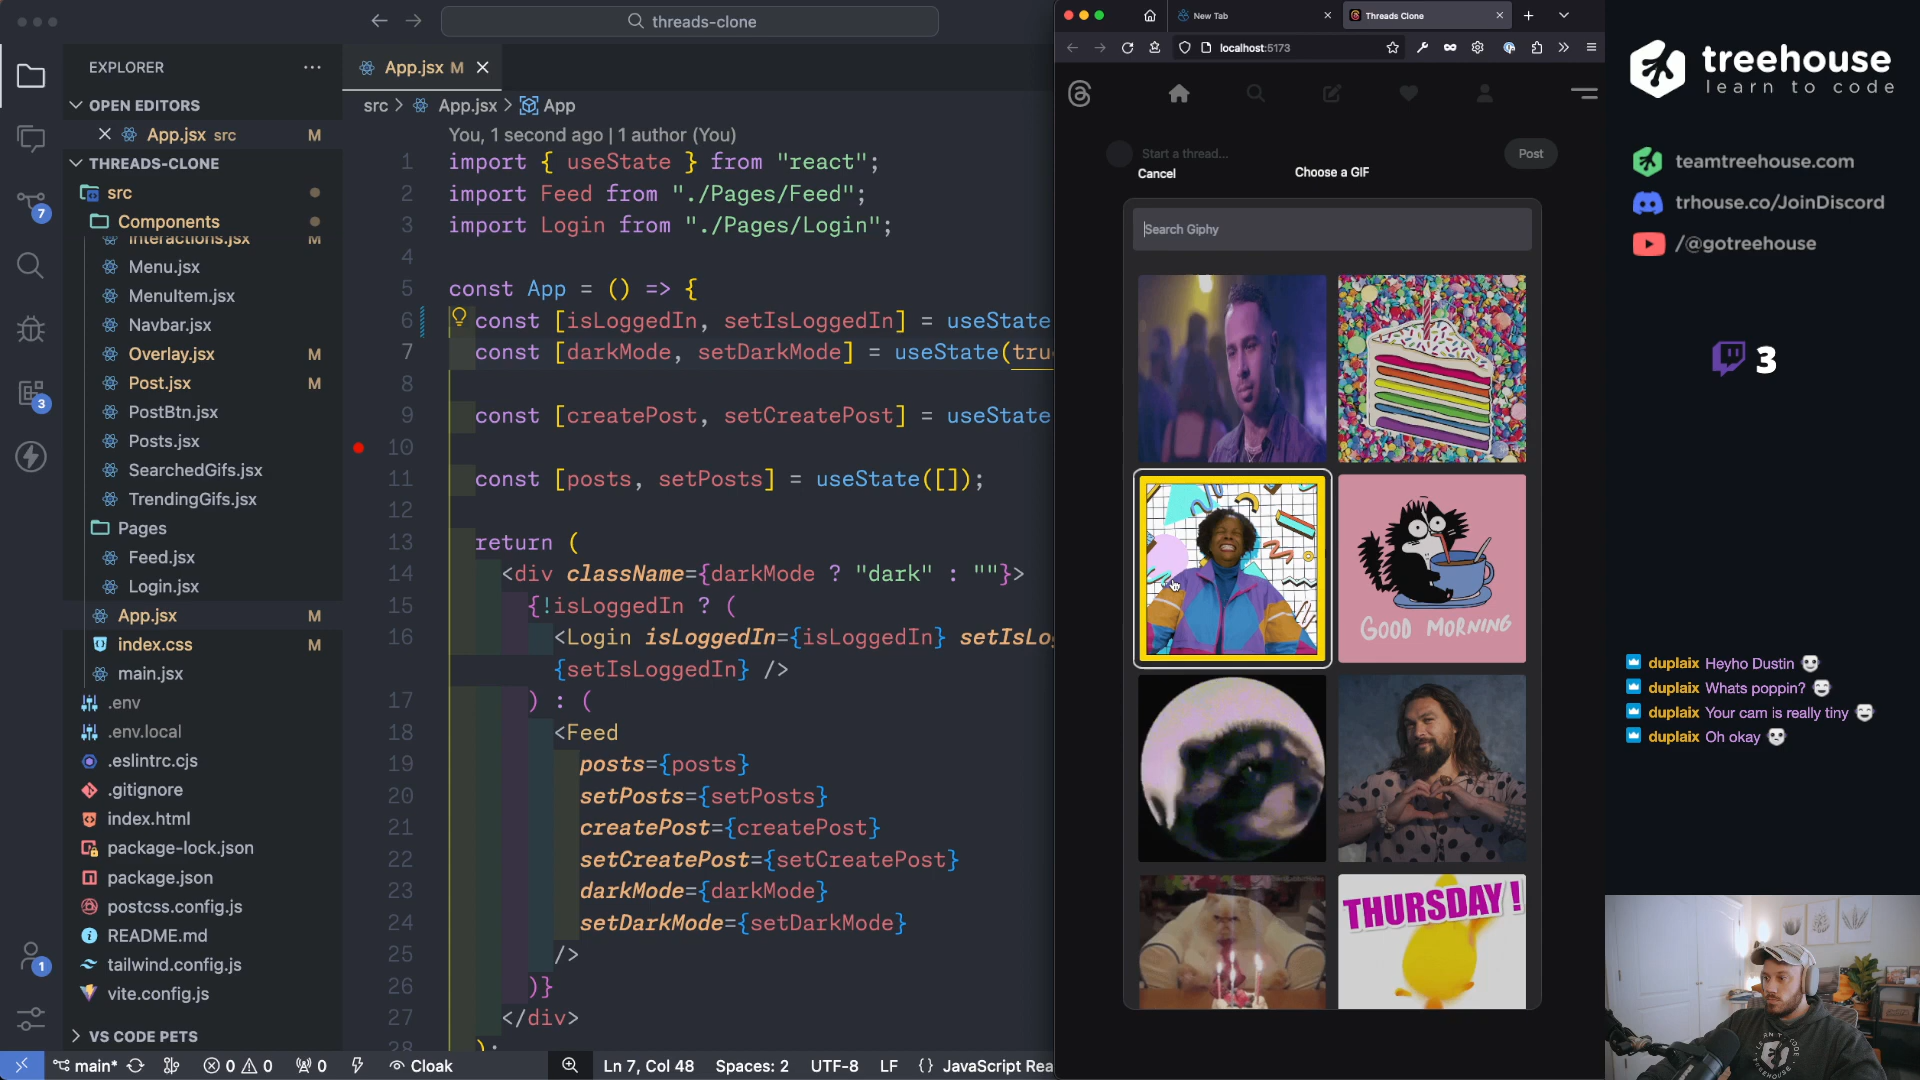 threads-clone
EXPLORER
OPEN EDITORS
App.jsx src M
THREADS-CLONE
src
Components
Interactions.jsx M
Menu.jsx
MenuItem.jsx
Navbar.jsx
Overlay.jsx M
Post.jsx M
PostBtn.jsx
Posts.jsx
SearchedGifs.jsx
TrendingGifs.jsx
Pages
Feed.jsx
Login.jsx
App.jsx M
index.css M
main.jsx
.env
.env.local
.eslintrc.cjs
.gitignore
index.html
package-lock.json
package.json
postcss.config.js
README.md
tailwind.config.js
vite.config.js
VS CODE PETS
7
3
1
App.jsx M
src > App.jsx > App
You, 1 second ago | 1 author (You)
1 import { useState } from "react";
2 import Feed from "./Pages/Feed";
3 import Login from "./Pages/Login";
4
5 const App = () => {
6 const [isLoggedIn, setIsLoggedIn] = useState
7 const [darkMode, setDarkMode] = useState(tru
8
9 const [createPost, setCreatePost] = useState
10
11 const [posts, setPosts] = useState([]);
12
13 return (
14 <div className={darkMode ? "dark" : ""}>
15 {!isLoggedIn ? (
16 <Login isLoggedIn={isLoggedIn} setIsLo
{setIsLoggedIn} />
17 ) : (
18 <Feed
19 posts={posts}
20 setPosts={setPosts}
21 createPost={createPost}
22 setCreatePost={setCreatePost}
23 darkMode={darkMode}
24 setDarkMode={setDarkMode}
25 />
26 )}
27 </div>
28 );
main* 0 0 0 Cloak Ln 7, Col 48 Spaces: 2 UTF-8 LF {} JavaScript Rea
New Tab
Threads Clone
localhost:5173
Start a thread...
Post
Cancel
Choose a GIF
Search Giphy
GOOD MORNING
THURSDAY !
treehouse
learn to code
teamtreehouse.com
trhouse.co/JoinDiscord
/@gotreehouse
3
duplaix Heyho Dustin
duplaix Whats poppin?
duplaix Your cam is really tiny
duplaix Oh okay